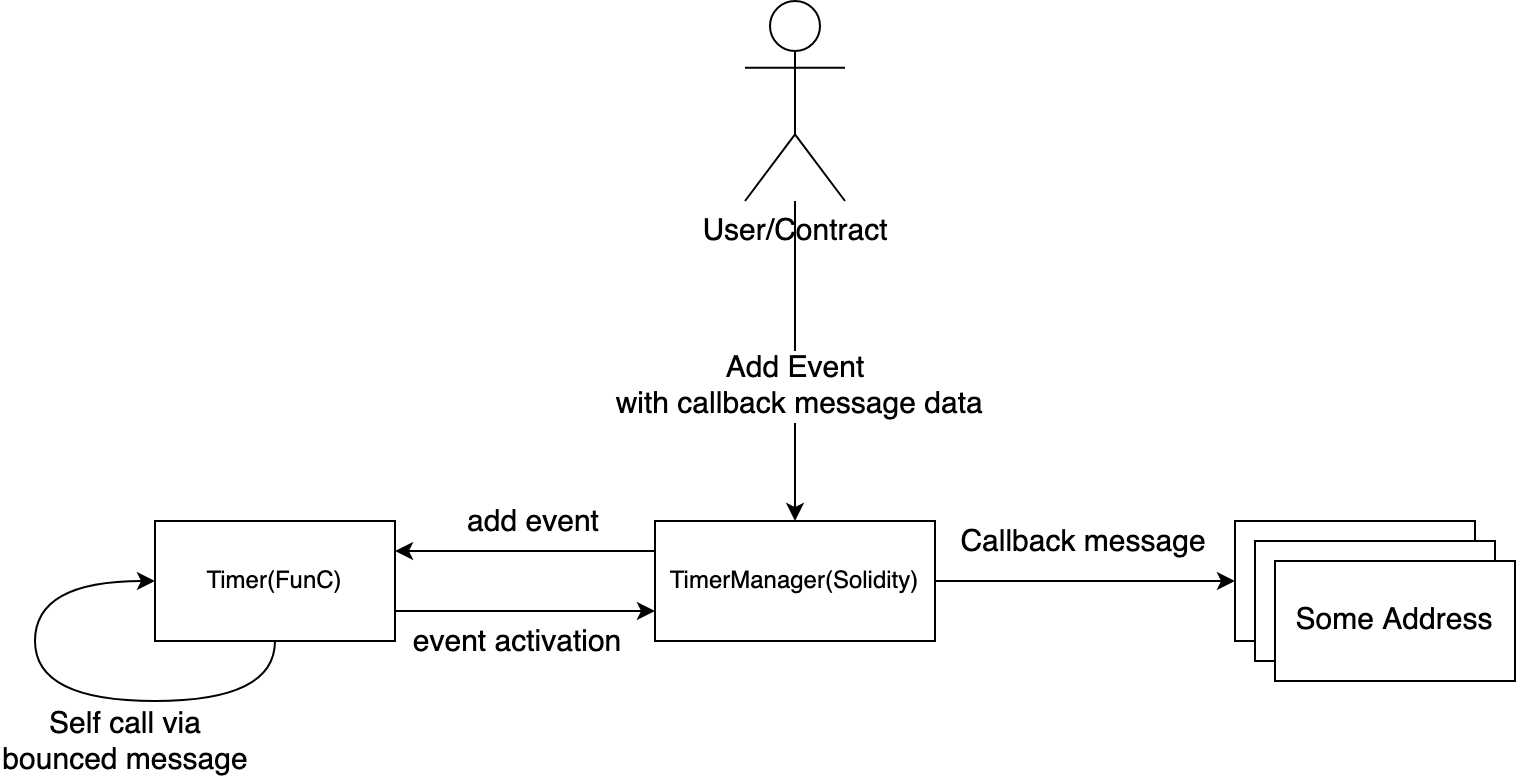 User/Contract
Add Event
with callback message data
add event
Callback message
Timer(FunC)
TimerManager(Solidity)
Some Address
event activation
Self call via
bounced message